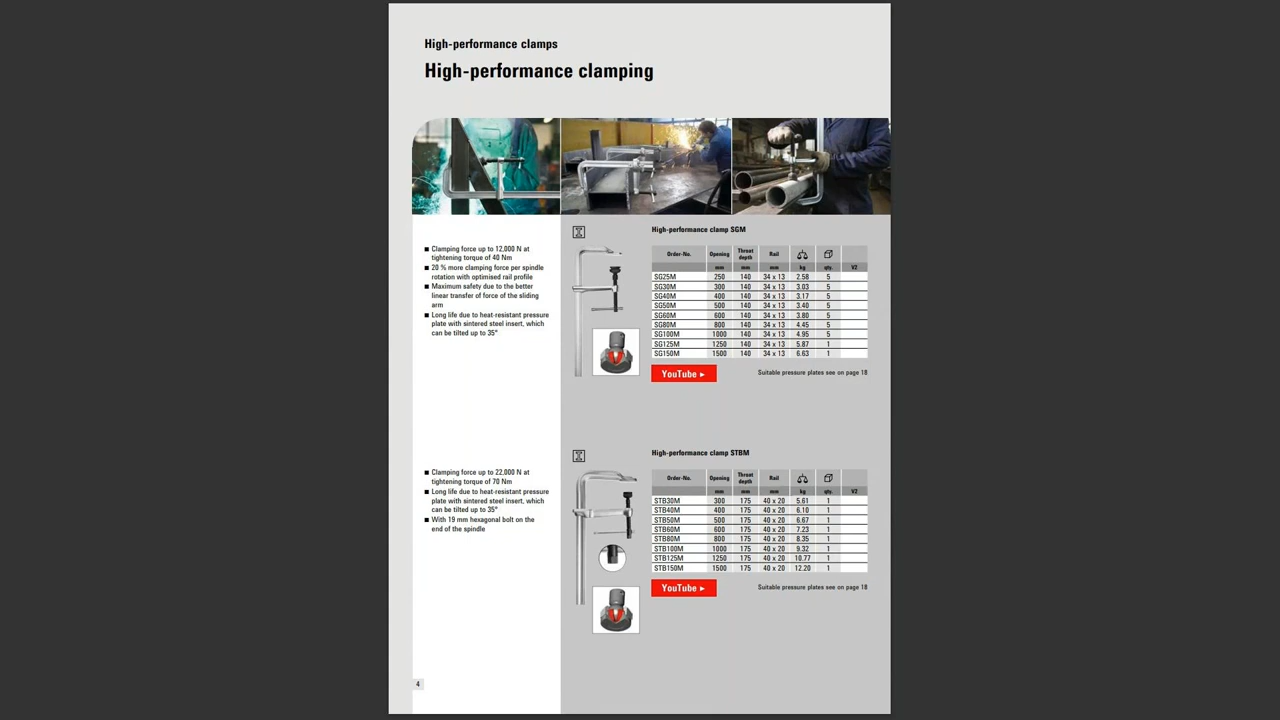 High-performance clamps
High-performance clamping
■ Clamping force up to 12,000 N at
tightening torque of 40 Nm
■ 20 % more clamping force per spindle
rotation with optimised rail profile
■ Maximum safety due to the better
linear transfer of force of the sliding
arm
■ Long life due to heat-resistant pressure
plate with sintered steel insert, which
can be tilted up to 35°
High-performance clamp SGM
Order-No. Opening Throat depth Rail
mm mm mm kg qty. V2
SG25M 250 140 34 x 13 2.58 5
SG30M 300 140 34 x 13 3.03 5
SG40M 400 140 34 x 13 3.17 5
SG50M 500 140 34 x 13 3.40 5
SG60M 600 140 34 x 13 3.80 5
SG80M 800 140 34 x 13 4.45 5
SG100M 1000 140 34 x 13 4.95 5
SG125M 1250 140 34 x 13 5.87 1
SG150M 1500 140 34 x 13 6.63 1
YouTube ►
Suitable pressure plates see on page 18
■ Clamping force up to 22,000 N at
tightening torque of 70 Nm
■ Long life due to heat-resistant pressure
plate with sintered steel insert, which
can be tilted up to 35°
■ With 19 mm hexagonal bolt on the
end of the spindle
High-performance clamp STBM
Order-No. Opening Throat depth Rail
mm mm mm kg qty. V2
STB30M 300 175 40 x 20 5.61 1
STB40M 400 175 40 x 20 6.10 1
STB50M 500 175 40 x 20 6.67 1
STB60M 600 175 40 x 20 7.23 1
STB80M 800 175 40 x 20 8.35 1
STB100M 1000 175 40 x 20 9.32 1
STB125M 1250 175 40 x 20 10.77 1
STB150M 1500 175 40 x 20 12.20 1
YouTube ►
Suitable pressure plates see on page 18
4